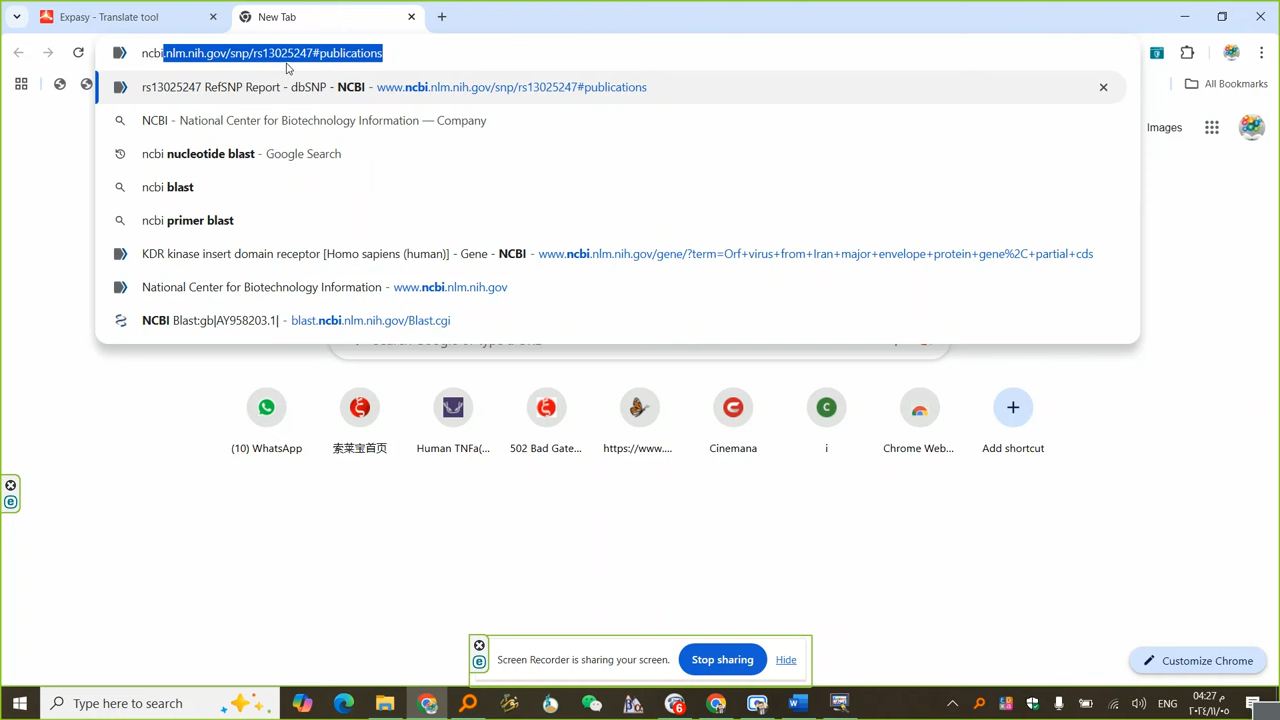 Expasy - Translate tool
New Tab
ncbi.nlm.nih.gov/snp/rs13025247#publications
rs13025247 RefSNP Report - dbSNP - NCBI - www.ncbi.nlm.nih.gov/snp/rs13025247#publications
All Bookmarks
NCBI - National Center for Biotechnology Information — Company
Images
ncbi nucleotide blast - Google Search
ncbi blast
ncbi primer blast
KDR kinase insert domain receptor [Homo sapiens (human)] - Gene - NCBI - www.ncbi.nlm.nih.gov/gene/?term=Orf+virus+from+Iran+major+envelope+protein+gene%2C+partial+cds
National Center for Biotechnology Information - www.ncbi.nlm.nih.gov
NCBI Blast:gb|AY958203.1| - blast.ncbi.nlm.nih.gov/Blast.cgi
(10) WhatsApp
索莱宝首页
Human TNFa(...
502 Bad Gate...
https://www....
Cinemana
i
Chrome Web...
Add shortcut
Screen Recorder is sharing your screen.
Stop sharing
Hide
Customize Chrome
Type here to search
ENG
04:27 م